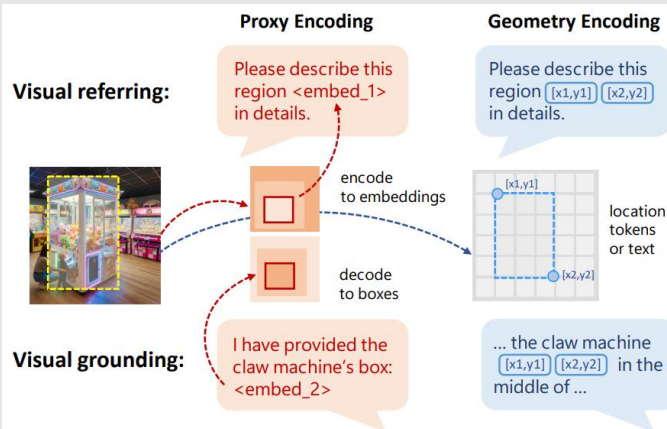 Proxy Encoding
Geometry Encoding
Visual referring:
Please describe this
region <embed_1>
in details.
Please describe this
region [x1,y1] [x2,y2]
in details.
encode
to embeddings
decode
to boxes
[x1,y1]
[x2,y2]
location
tokens
or text
Visual grounding:
I have provided the
claw machine's box:
<embed_2>
... the claw machine
[x1,y1] [x2,y2] in the
middle of ...